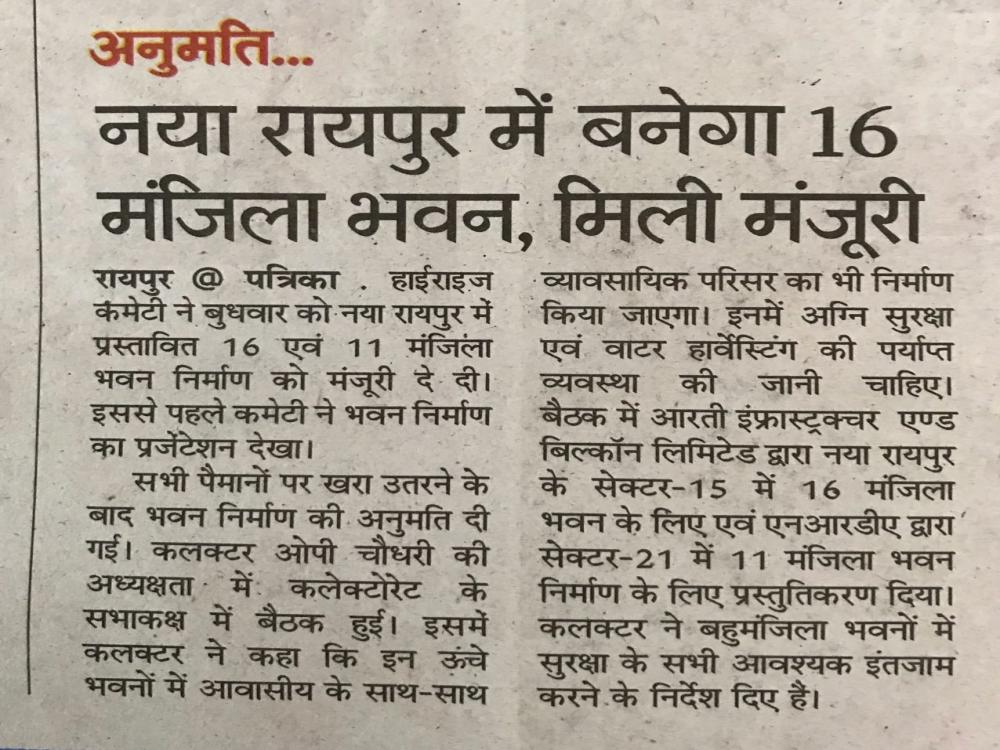 अनुमति...
नया रायपुर में बनेगा 16
मंजिला भवन, मिली मंजूरी
रायपुर @ पत्रिका . हाईराइज
कमेटी ने बुधवार को नया रायपुर में
प्रस्तावित 16 एवं 11 मंजिला
भवन निर्माण को मंजूरी दे दी।
इससे पहले कमेटी ने भवन निर्माण
का प्रजेंटेशन देखा।
सभी पैमानों पर खरा उतरने के
बाद भवन निर्माण की अनुमति दी
गई। कलक्टर ओपी चौधरी की
अध्यक्षता में कलेक्टोरेट के
सभाकक्ष में बैठक हुई। इसमें
कलक्टर ने कहा कि इन ऊंचे
भवनों में आवासीय के साथ-साथ
व्यावसायिक परिसर का भी निर्माण
किया जाएगा। इनमें अग्नि सुरक्षा
एवं वाटर हार्वेस्टिंग की पर्याप्त
व्यवस्था की जानी चाहिए।
बैठक में आरती इंफ्रास्ट्रक्चर एण्ड
बिल्कॉन लिमिटेड द्वारा नया रायपुर
के सेक्टर-15 में 16 मंजिला
भवन के लिए एवं एनआरडीए द्वारा
सेक्टर-21 में 11 मंजिला भवन
निर्माण के लिए प्रस्तुतिकरण दिया।
कलक्टर ने बहुमंजिला भवनों में
सुरक्षा के सभी आवश्यक इंतजाम
करने के निर्देश दिए हैं।